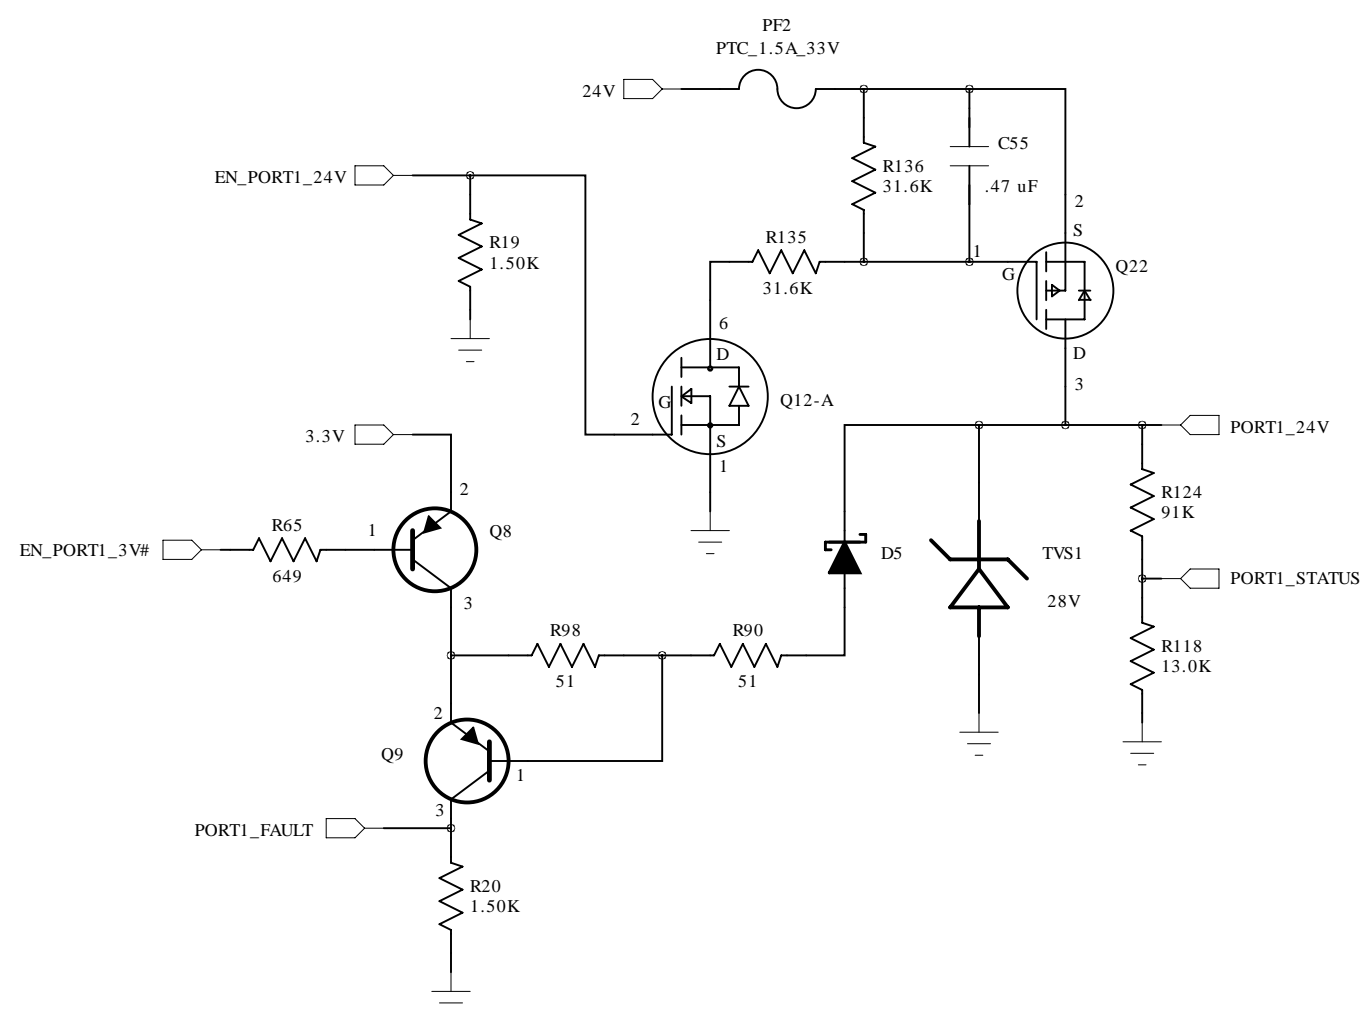 PF2
PTC_1.5A_33V
24V
C55
.47 uF
R136
31.6K
EN_PORT1_24V
2
S
R19
1.50K
R135
31.6K
1
G
Q22
6
D
D
3
G
Q12-A
2
S
1
3.3V
PORT1_24V
2
R124
91K
R65
649
1
Q8
EN_PORT1_3V#
D5
TVS1
28V
PORT1_STATUS
3
R98
51
R90
51
R118
13.0K
2
Q9
1
3
PORT1_FAULT
R20
1.50K